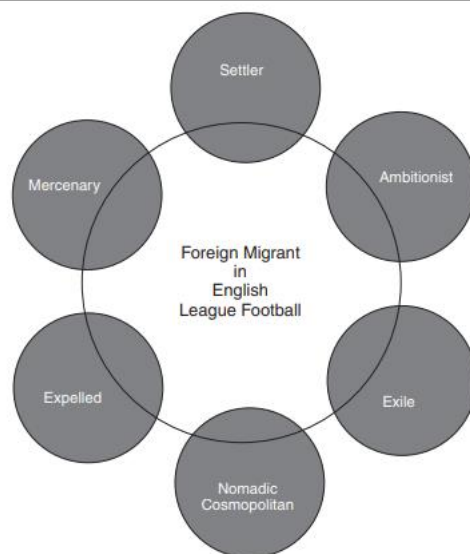 Settler
Mercenary
Ambitionist
Foreign Migrant
in
English
League Football
Expelled
Exile
Nomadic
Cosmopolitan